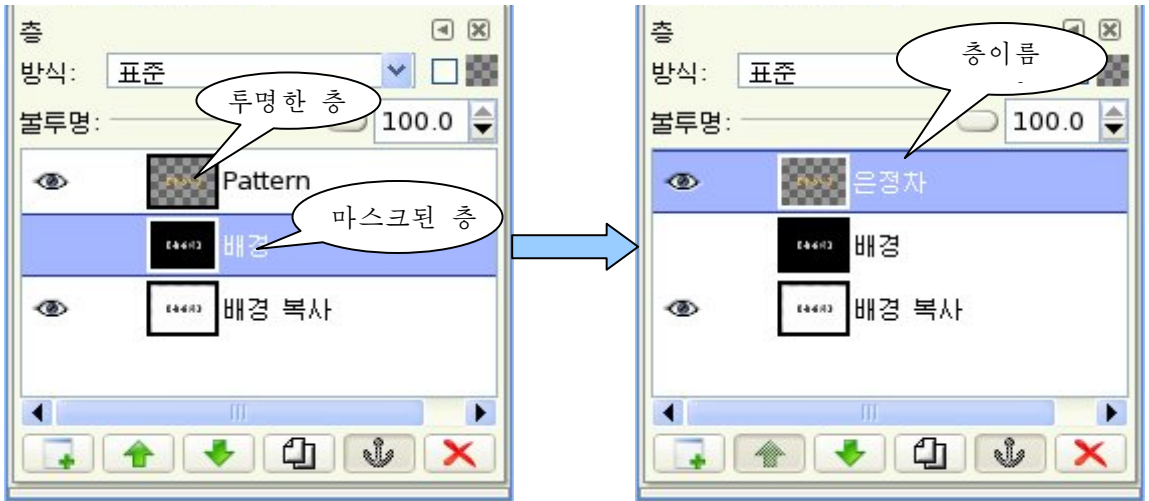 층
방식: 표준
투명한 층
불투명: 100.0
Pattern
마스크된 층
배경
배경 복사
층
층이름
방식: 표준
불투명: 100.0
은정차
배경
배경 복사